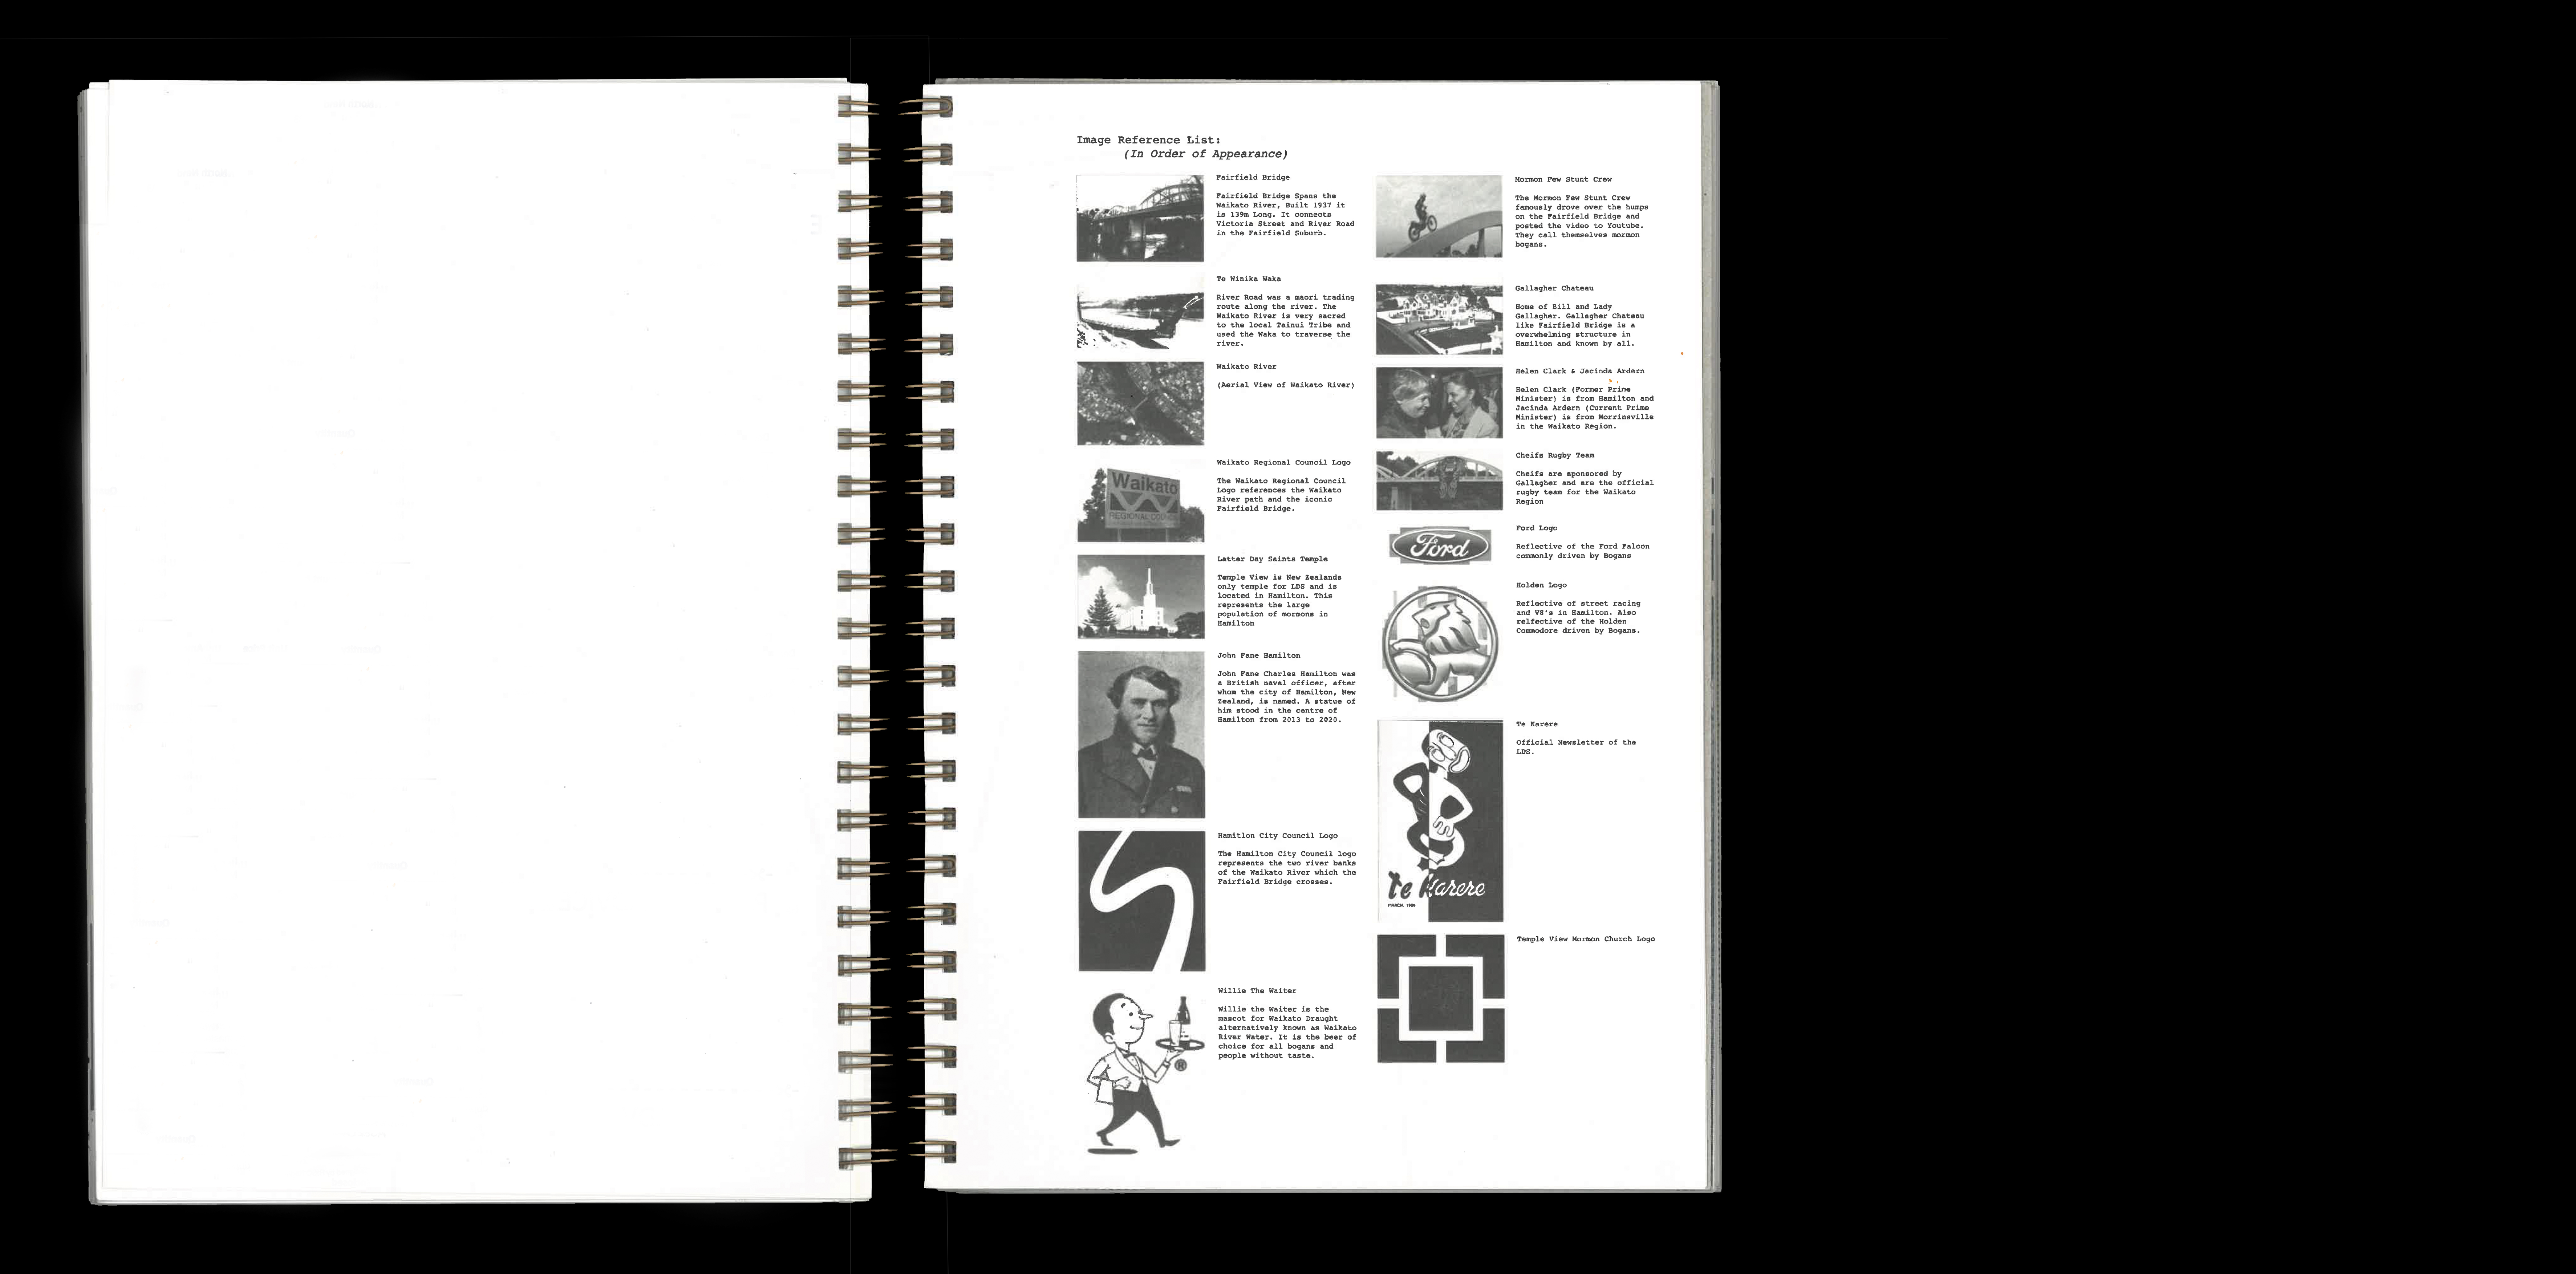 Image Reference List:
(In Order of Appearance)
Fairfield Bridge
Fairfield Bridge Spans the
Waikato River, Built 1937 it
is 139m Long. It connects
Victoria Street and River Road
in the Fairfield Suburb.
Te Winika Waka
River Road was a maori trading
route along the river. The
Waikato River is very sacred
to the local Tainui Tribe and
used the Waka to traverse the
river.
Waikato River
(Aerial View of Waikato River)
Waikato Regional Council Logo
The Waikato Regional Council
Logo references the Waikato
River path and the iconic
Fairfield Bridge.
Waikato
REGIONAL COUNCIL
Latter Day Saints Temple
Temple View is New Zealands
only temple for LDS and is
located in Hamilton. This
represents the large
population of mormons in
Hamilton
John Fane Hamilton
John Fane Charles Hamilton was
a British naval officer, after
whom the city of Hamilton, New
Zealand, is named. A statue of
him stood in the centre of
Hamilton from 2013 to 2020.
Hamitlon City Council Logo
The Hamilton City Council logo
represents the two river banks
of the Waikato River which the
Fairfield Bridge crosses.
Willie The Waiter
Willie the Waiter is the
mascot for Waikato Draught
alternatively known as Waikato
River Water. It is the beer of
choice for all bogans and
people without taste.
®
Mormon Few Stunt Crew
The Mormon Few Stunt Crew
famously drove over the humps
on the Fairfield Bridge and
posted the video to Youtube.
They call themselves mormon
bogans.
Gallagher Chateau
Home of Bill and Lady
Gallagher. Gallagher Chateau
like Fairfield Bridge is a
overwhelming structure in
Hamilton and known by all.
Helen Clark & Jacinda Ardern
Helen Clark (Former Prime
Minister) is from Hamilton and
Jacinda Ardern (Current Prime
Minister) is from Morrinsville
in the Waikato Region.
Cheifs Rugby Team
Cheifs are sponsored by
Gallagher and are the official
rugby team for the Waikato
Region
Ford
Ford Logo
Reflective of the Ford Falcon
commonly driven by Bogans
Holden Logo
Reflective of street racing
and V8's in Hamilton. Also
relfective of the Holden
Commodore driven by Bogans.
Te Karere
Official Newsletter of the
LDS.
Te Karere
Temple View Mormon Church Logo